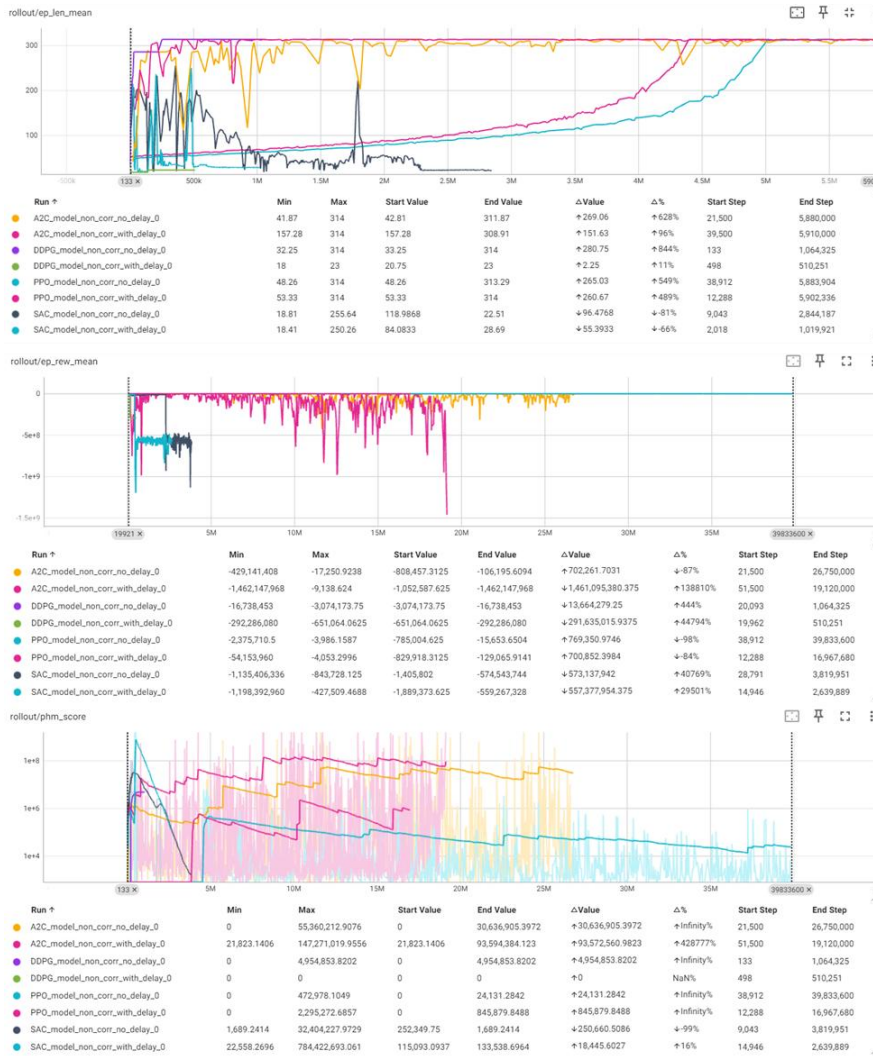 rollout/ep_len_mean
300
200
100
-500k 133 × 500k 1M 1.5M 2M 2.5M 3M 3.5M 4M 4.5M 5M 5.5M
Run ↑ Min Max Start Value End Value △Value △% Start Step End Step
A2C_model_non_corr_no_delay_0 41.87 314 42.81 311.87 ↑269.06 ↑628% 21,500 5,880,000
A2C_model_non_corr_with_delay_0 157.28 314 157.28 308.91 ↑151.63 ↑96% 39,500 5,910,000
DDPG_model_non_corr_no_delay_0 32.25 314 33.25 314 ↑280.75 ↑844% 133 1,064,325
DDPG_model_non_corr_with_delay_0 18 23 20.75 23 ↑2.25 ↑11% 498 510,251
PPO_model_non_corr_no_delay_0 48.26 314 48.26 313.29 ↑265.03 ↑549% 38,912 5,883,904
PPO_model_non_corr_with_delay_0 53.33 314 53.33 314 ↑260.67 ↑489% 12,288 5,902,336
SAC_model_non_corr_no_delay_0 18.81 255.64 118.9868 22.51 ↓96.4768 ↓-81% 9,043 2,844,187
SAC_model_non_corr_with_delay_0 18.41 250.26 84.0833 28.69 ↓55.3933 ↓-66% 2,018 1,019,921
rollout/ep_rew_mean
0
-5e+8
-1e+9
-1.5e+9
19921 × 5M 10M 15M 20M 25M 30M 35M 39833600 ×
Run ↑ Min Max Start Value End Value △Value △% Start Step End Step
A2C_model_non_corr_no_delay_0 -429,141,408 -17,250.9238 -808,457.3125 -106,195.6094 ↑702,261.7031 ↓-87% 21,500 26,750,000
A2C_model_non_corr_with_delay_0 -1,462,147,968 -9,138.624 -1,052,587.625 -1,462,147,968 ↓1,461,095,380.375 ↑138810% 51,500 19,120,000
DDPG_model_non_corr_no_delay_0 -16,738,453 -3,074,173.75 -3,074,173.75 -16,738,453 ↓13,664,279.25 ↑444% 20,093 1,064,325
DDPG_model_non_corr_with_delay_0 -292,286,080 -651,064.0625 -651,064.0625 -292,286,080 ↓291,635,015.9375 ↑44794% 19,962 510,251
PPO_model_non_corr_no_delay_0 -2,375,710.5 -3,986.1587 -785,004.625 -15,653.6504 ↑769,350.9746 ↓-98% 38,912 39,833,600
PPO_model_non_corr_with_delay_0 -54,153,960 -4,053.2996 -829,918.3125 -129,065.9141 ↑700,852.3984 ↓-84% 12,288 16,967,680
SAC_model_non_corr_no_delay_0 -1,135,406,336 -843,728.125 -1,405,802 -574,543,744 ↓573,137,942 ↑40769% 28,791 3,819,951
SAC_model_non_corr_with_delay_0 -1,198,392,960 -427,509.4688 -1,889,373.625 -559,267,328 ↓557,377,954.375 ↑29501% 14,946 2,639,889
rollout/phm_score
1e+8
1e+6
1e+4
133 × 5M 10M 15M 20M 25M 30M 35M 39833600 ×
Run ↑ Min Max Start Value End Value △Value △% Start Step End Step
A2C_model_non_corr_no_delay_0 0 55,360,212.9076 0 30,636,905.3972 ↑30,636,905.3972 ↑Infinity% 21,500 26,750,000
A2C_model_non_corr_with_delay_0 21,823.1406 147,271,019.9556 21,823.1406 93,594,384.123 ↑93,572,560.9823 ↑428777% 51,500 19,120,000
DDPG_model_non_corr_no_delay_0 0 4,954,853.8202 0 4,954,853.8202 ↑4,954,853.8202 ↑Infinity% 133 1,064,325
DDPG_model_non_corr_with_delay_0 0 0 0 0 ↑0 NaN% 498 510,251
PPO_model_non_corr_no_delay_0 0 472,978.1049 0 24,131.2842 ↑24,131.2842 ↑Infinity% 38,912 39,833,600
PPO_model_non_corr_with_delay_0 0 2,295,272.6857 0 845,879.8488 ↑845,879.8488 ↑Infinity% 12,288 16,967,680
SAC_model_non_corr_no_delay_0 1,689.2414 32,404,227.9729 252,349.75 1,689.2414 ↓250,660.5086 ↓-99% 9,043 3,819,951
SAC_model_non_corr_with_delay_0 22,558.2696 784,422,693.061 115,093.0937 133,538.6964 ↑18,445.6027 ↑16% 14,946 2,639,889